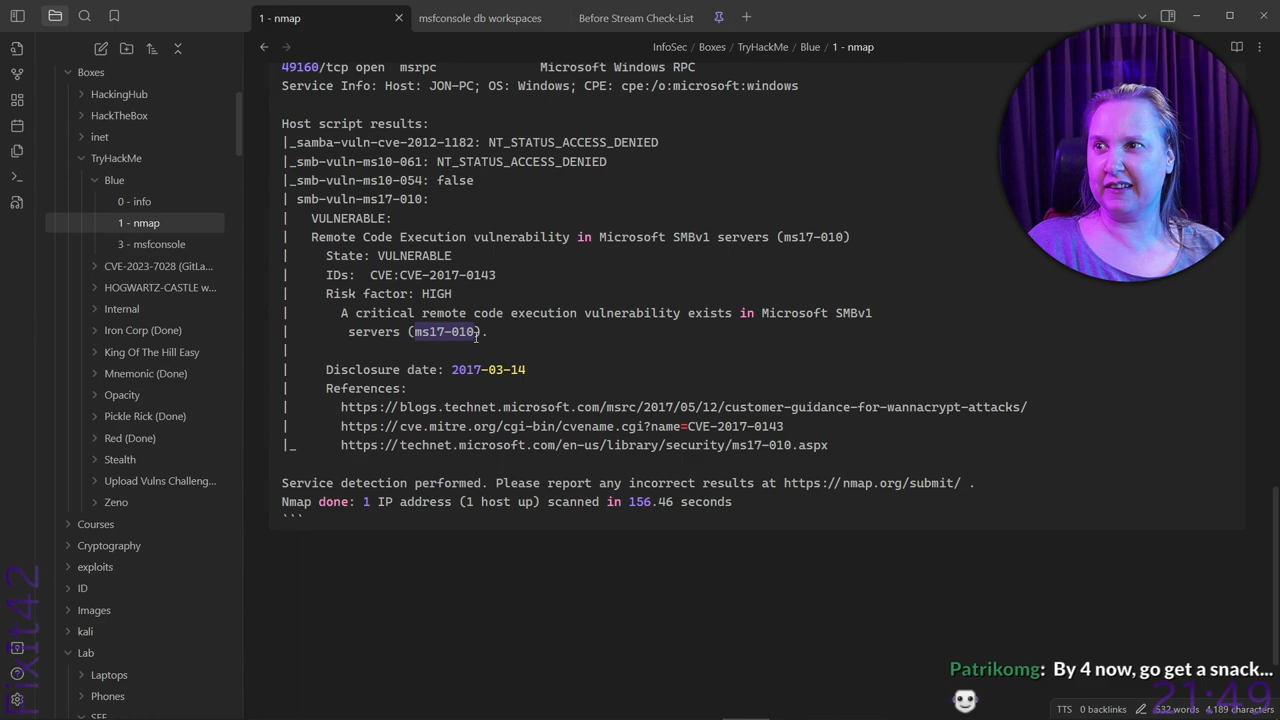 1 - nmap
msfconsole db workspaces
Before Stream Check-List
InfoSec > Boxes > TryHackMe > Blue > 1 - nmap
Boxes
HackingHub
HackTheBox
inet
TryHackMe
Blue
0 - info
1 - nmap
3 - msfconsole
CVE-2023-7028 (GitLa...
HOGWARTZ-CASTLE w...
Internal
Iron Corp (Done)
King Of The Hill Easy
Mnemonic (Done)
Opacity
Pickle Rick (Done)
Red (Done)
Stealth
Upload Vulns Challeng...
Zeno
Courses
Cryptography
exploits
ID
Images
kali
Lab
Laptops
Phones
49160/tcp open  msrpc              Microsoft Windows RPC
Service Info: Host: JON-PC; OS: Windows; CPE: cpe:/o:microsoft:windows
Host script results:
|_samba-vuln-cve-2012-1182: NT_STATUS_ACCESS_DENIED
|_smb-vuln-ms10-061: NT_STATUS_ACCESS_DENIED
|_smb-vuln-ms10-054: false
| smb-vuln-ms17-010:
|   VULNERABLE:
|   Remote Code Execution vulnerability in Microsoft SMBv1 servers (ms17-010)
|     State: VULNERABLE
|     IDs:  CVE:CVE-2017-0143
|     Risk factor: HIGH
|       A critical remote code execution vulnerability exists in Microsoft SMBv1
|        servers (ms17-010).
|
|     Disclosure date: 2017-03-14
|     References:
|       https://blogs.technet.microsoft.com/msrc/2017/05/12/customer-guidance-for-wannacrypt-attacks/
|       https://cve.mitre.org/cgi-bin/cvename.cgi?name=CVE-2017-0143
|_      https://technet.microsoft.com/en-us/library/security/ms17-010.aspx
Service detection performed. Please report any incorrect results at https://nmap.org/submit/ .
Nmap done: 1 IP address (1 host up) scanned in 156.46 seconds
```
Pixit42
Patrikomg: By 4 now, go get a snack...
21:49
TTS 0 backlinks 532 words 4,189 characters